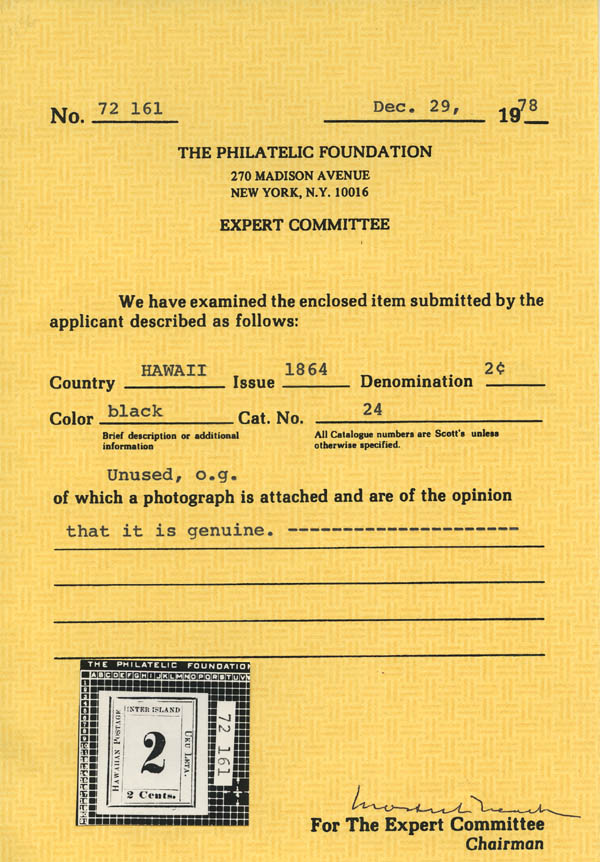 No. 72 161 Dec. 29, 1978
THE PHILATELIC FOUNDATION
270 MADISON AVENUE
NEW YORK, N.Y. 10016
EXPERT COMMITTEE
We have examined the enclosed item submitted by the
applicant described as follows:
Country HAWAII Issue 1864 Denomination 2¢
Color black Cat. No. 24
Brief description or additional
information
All Catalogue numbers are Scott's unless
otherwise specified.
Unused, o.g.
of which a photograph is attached and are of the opinion
that it is genuine. ---------------------
THE PHILATELIC FOUNDATION
ABCDEFGHIJKLMNOPQRSTUV
INTER ISLAND
HAWAIIAN POSTAGE
2
UKU LETA.
2 Cents.
72 161
For The Expert Committee
Chairman